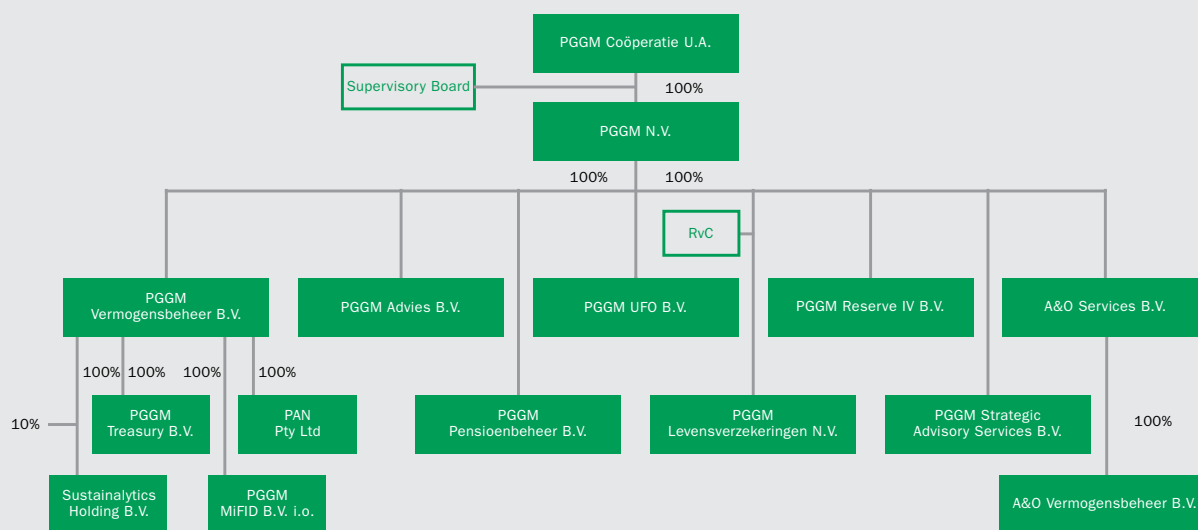 PGGM Coöperatie U.A.
Supervisory Board
100%
PGGM N.V.
100%
100%
RvC
PGGM
Vermogensbeheer B.V.
PGGM Advies B.V.
PGGM UFO B.V.
PGGM Reserve IV B.V.
A&O Services B.V.
100%
100%
100%
100%
10%
PGGM
Treasury B.V.
PAN
Pty Ltd
PGGM
Pensioenbeheer B.V.
PGGM
Levensverzekeringen N.V.
PGGM Strategic
Advisory Services B.V.
100%
Sustainalytics
Holding B.V.
PGGM
MiFID B.V. i.o.
A&O Vermogensbeheer B.V.